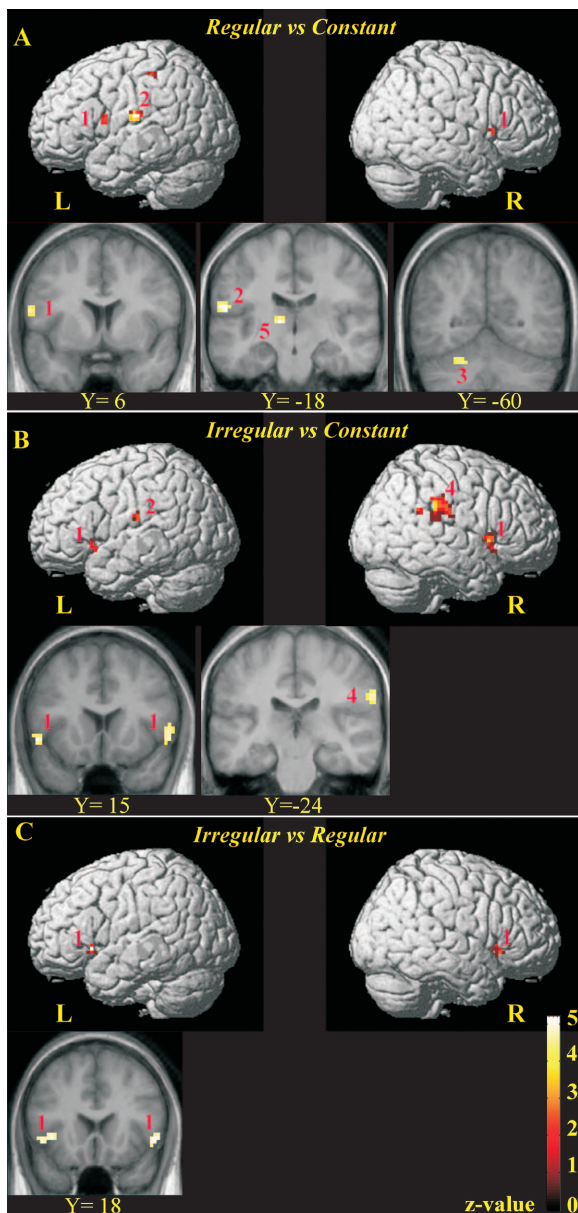 A
Regular vs Constant
1 2 1
L R
1 2 5 3
Y= 6 Y= -18 Y= -60
B
Irregular vs Constant
1 2 4 1
L R
1 1 4
Y= 15 Y=-24
C
Irregular vs Regular
1 1
L R
5
4
3
2
1
0
1 1
Y= 18
z-value